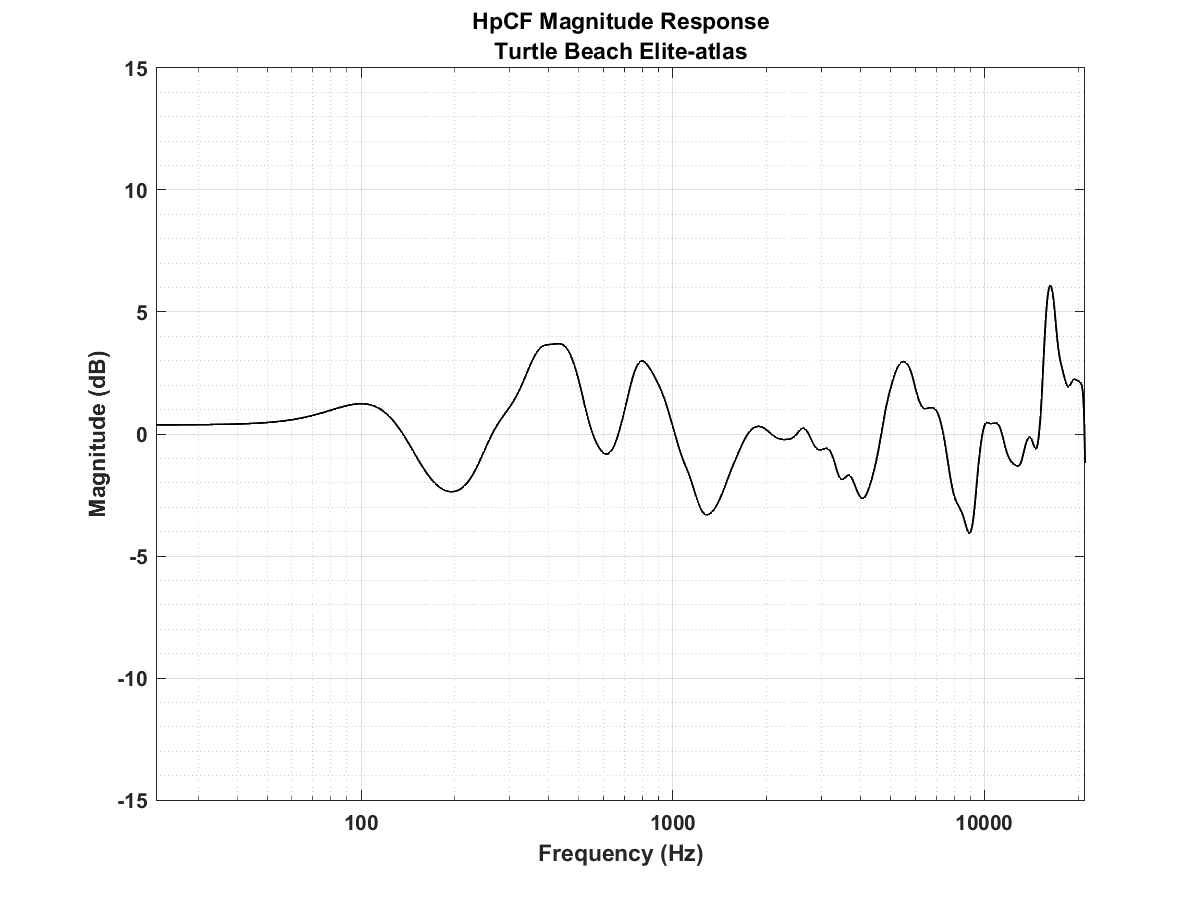 HpCF Magnitude Response
Turtle Beach Elite-atlas
15
10
5
0
-5
-10
-15
Magnitude (dB)
100
1000
10000
Frequency (Hz)